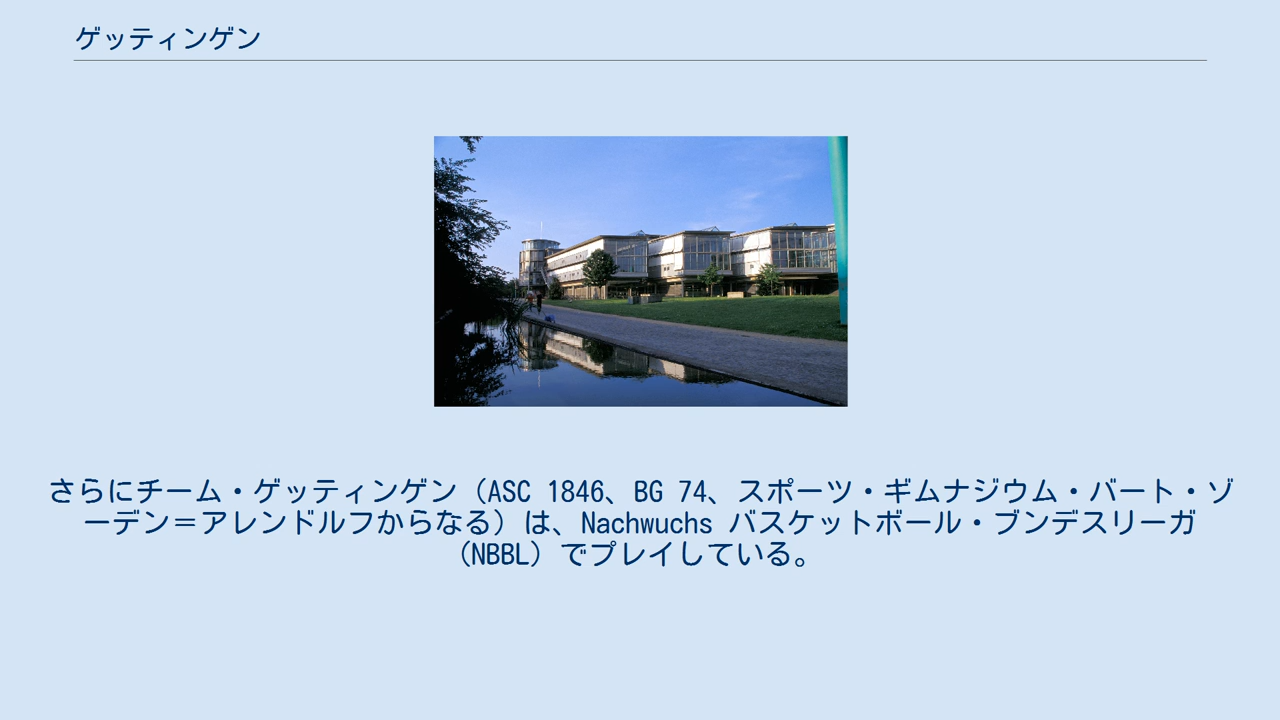 ゲッティンゲン
さらにチーム・ゲッティンゲン（ASC 1846、BG 74、スポーツ・ギムナジウム・バート・ゾ
ーデン＝アレンドルフからなる）は、Nachwuchs バスケットボール・ブンデスリーガ
（NBBL）でプレイしている。